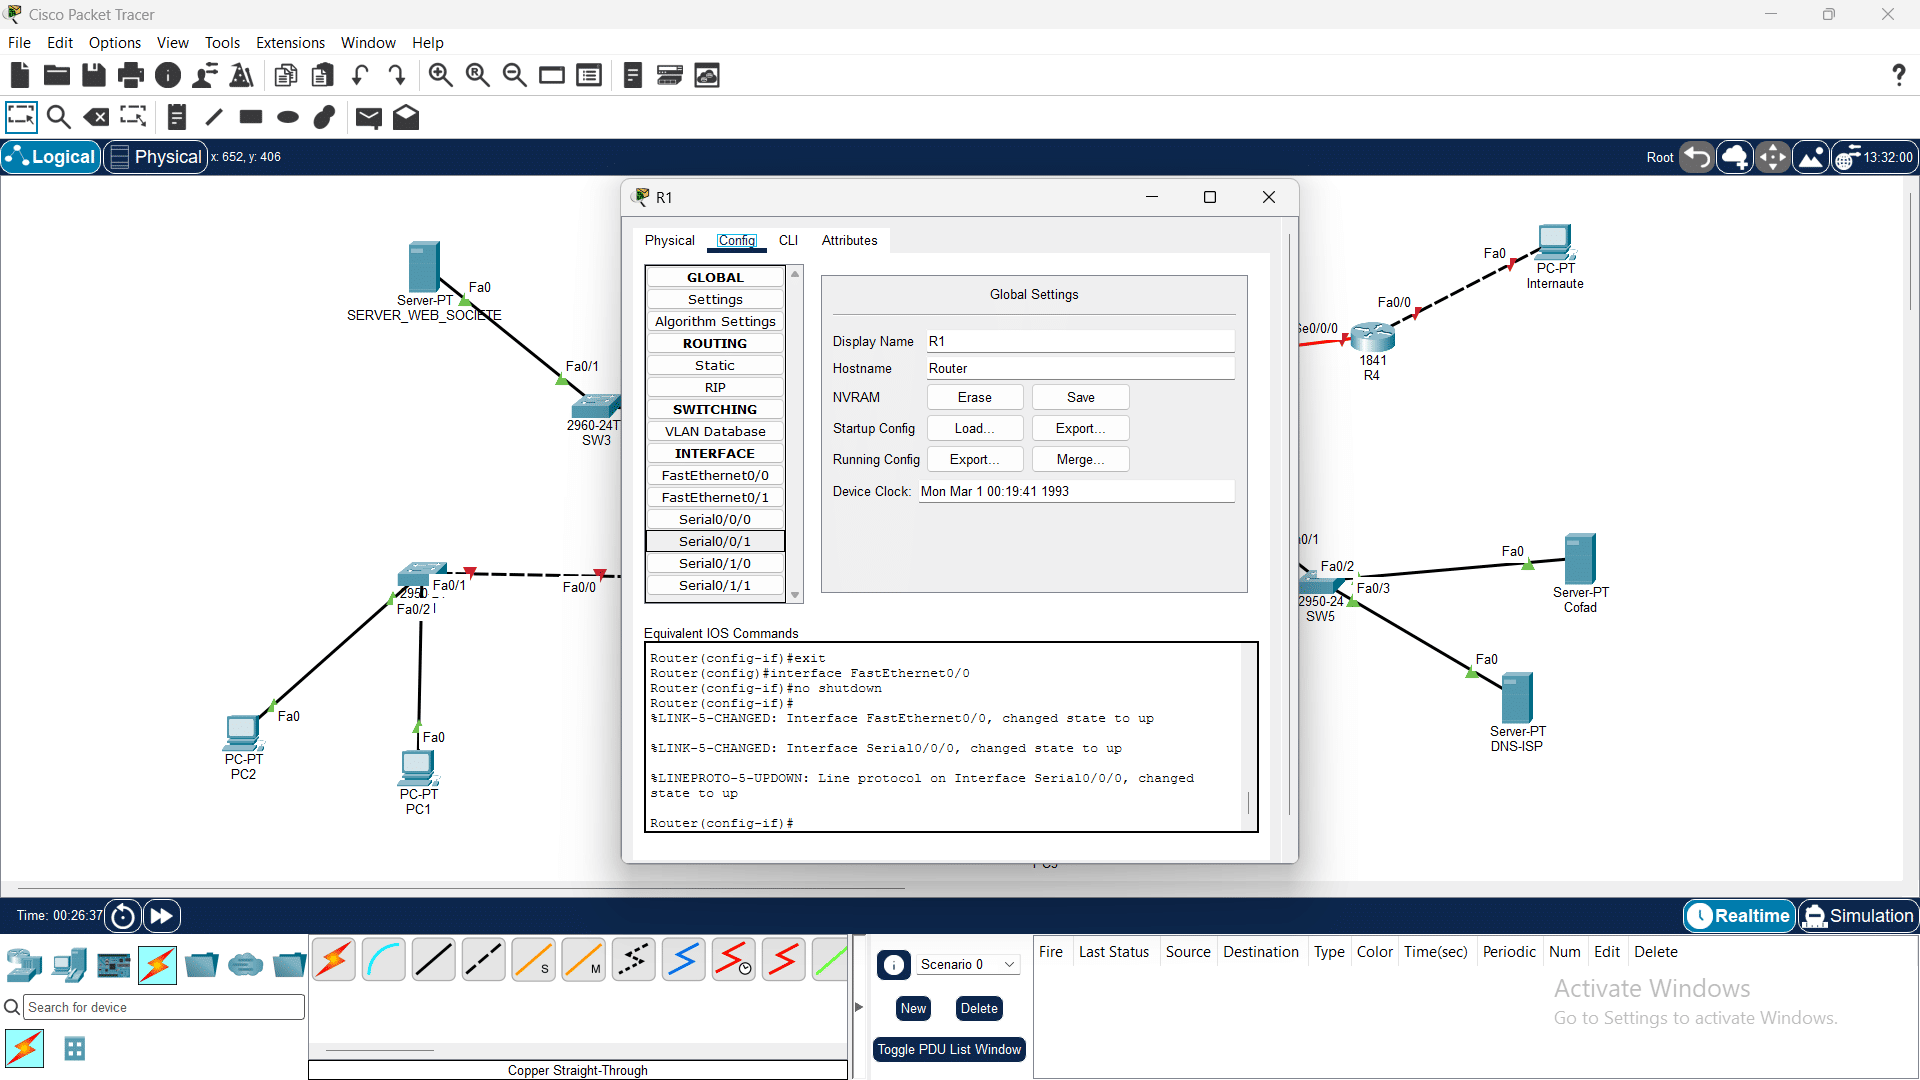 Cisco Packet Tracer
File Edit Options View Tools Extensions Window Help
Logical Physical x: 652, y: 406 Root 13:32:00
Fa0
Server-PT
SERVER_WEB_SOCIETE
Fa0/1
2960-24T
SW3
Fa0/1
Fa0/0
Fa0/2
Fa0
PC-PT
PC2
Fa0
PC-PT
PC1
R1
Physical Config CLI Attributes
GLOBAL
Settings
Algorithm Settings
ROUTING
Static
RIP
SWITCHING
VLAN Database
INTERFACE
FastEthernet0/0
FastEthernet0/1
Serial0/0/0
Serial0/0/1
Serial0/1/0
Serial0/1/1
Global Settings
Display Name R1
Hostname Router
NVRAM Erase Save
Startup Config Load... Export...
Running Config Export... Merge...
Device Clock: Mon Mar 1 00:19:41 1993
Equivalent IOS Commands
Router(config-if)#exit
Router(config)#interface FastEthernet0/0
Router(config-if)#no shutdown
Router(config-if)#
%LINK-5-CHANGED: Interface FastEthernet0/0, changed state to up
%LINK-5-CHANGED: Interface Serial0/0/0, changed state to up
%LINEPROTO-5-UPDOWN: Line protocol on Interface Serial0/0/0, changed
state to up
Router(config-if)#
Fa0
PC-PT
Internaute
Fa0/0
Se0/0/0
1841
R4
Fa0/2
Fa0/3
2950-24
SW5
Fa0
Server-PT
Cofad
Fa0
Server-PT
DNS-ISP
Time: 00:26:37 Realtime Simulation
Search for device
S M
Copper Straight-Through
Scenario 0
New Delete
Toggle PDU List Window
Fire Last Status Source Destination Type Color Time(sec) Periodic Num Edit Delete
Activate Windows
Go to Settings to activate Windows.